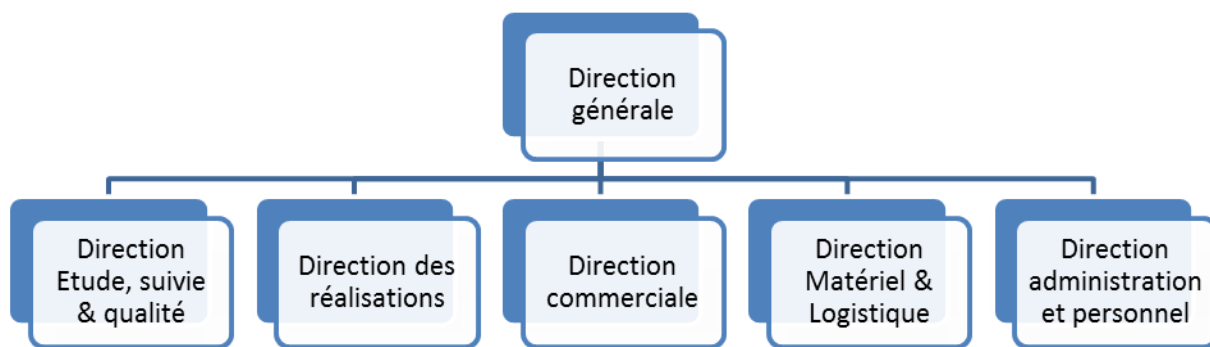 Direction
générale
Direction
Etude, suivie
& qualité
Direction des
réalisations
Direction
commerciale
Direction
Matériel &
Logistique
Direction
administration
et personnel